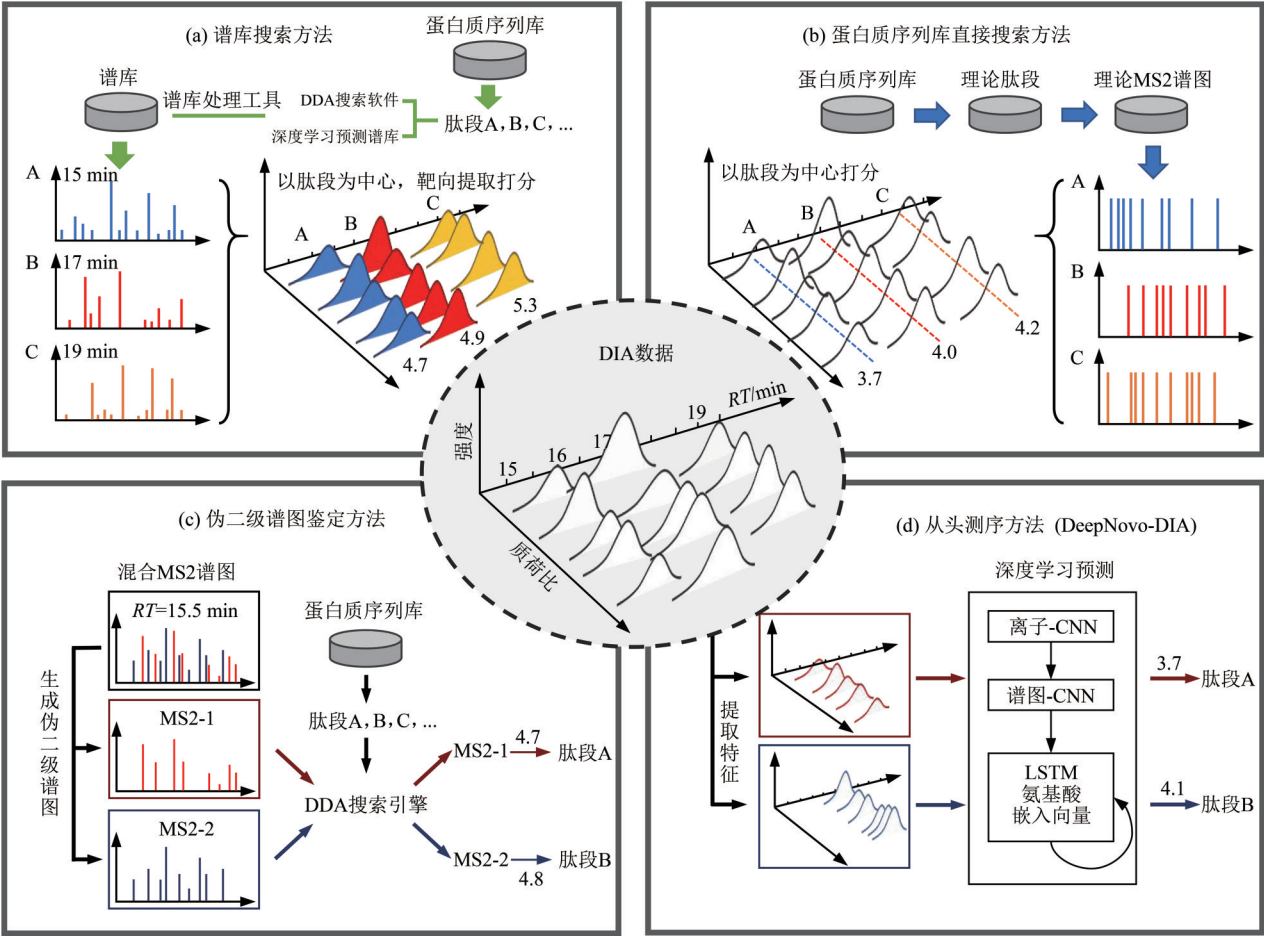 (a) 谱库搜索方法
蛋白质序列库
谱库
谱库处理工具
DDA搜索软件
深度学习预测谱库
肽段A, B, C, ...
A
15 min
B
17 min
C
19 min
以肽段为中心，靶向提取打分
A
B
C
4.7
4.9
5.3
(b) 蛋白质序列库直接搜索方法
蛋白质序列库
理论肽段
理论MS2谱图
以肽段为中心打分
A
B
C
3.7
4.0
4.2
A
B
C
DIA数据
强度
RT/min
15
16
17
19
质荷比
(c) 伪二级谱图鉴定方法
混合MS2谱图
RT=15.5 min
生成伪二级谱图
MS2-1
MS2-2
蛋白质序列库
肽段A, B, C, ...
DDA搜索引擎
MS2-1
4.7
肽段A
MS2-2
4.8
肽段B
(d) 从头测序方法 (DeepNovo-DIA)
提取特征
深度学习预测
离子-CNN
谱图-CNN
LSTM
氨基酸
嵌入向量
3.7
肽段A
4.1
肽段B